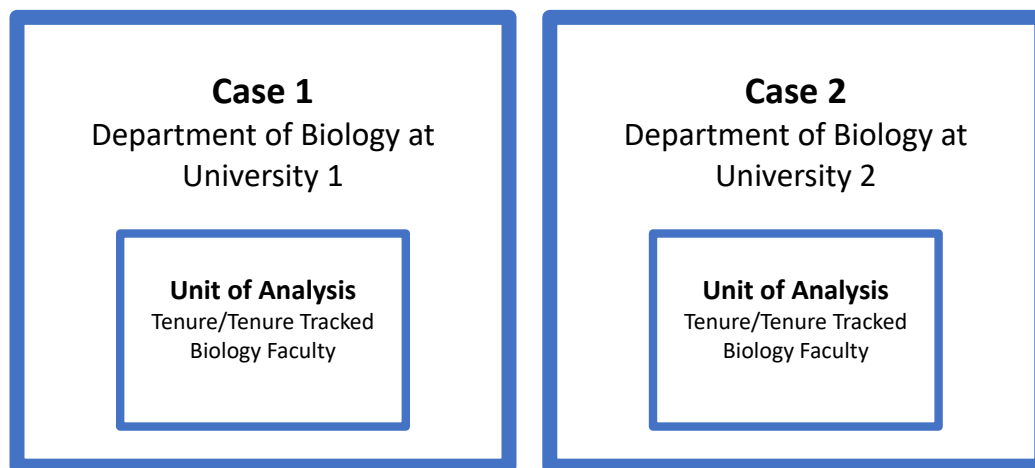 Case 1
Department of Biology at
University 1
Unit of Analysis
Tenure/Tenure Tracked
Biology Faculty
Case 2
Department of Biology at
University 2
Unit of Analysis
Tenure/Tenure Tracked
Biology Faculty